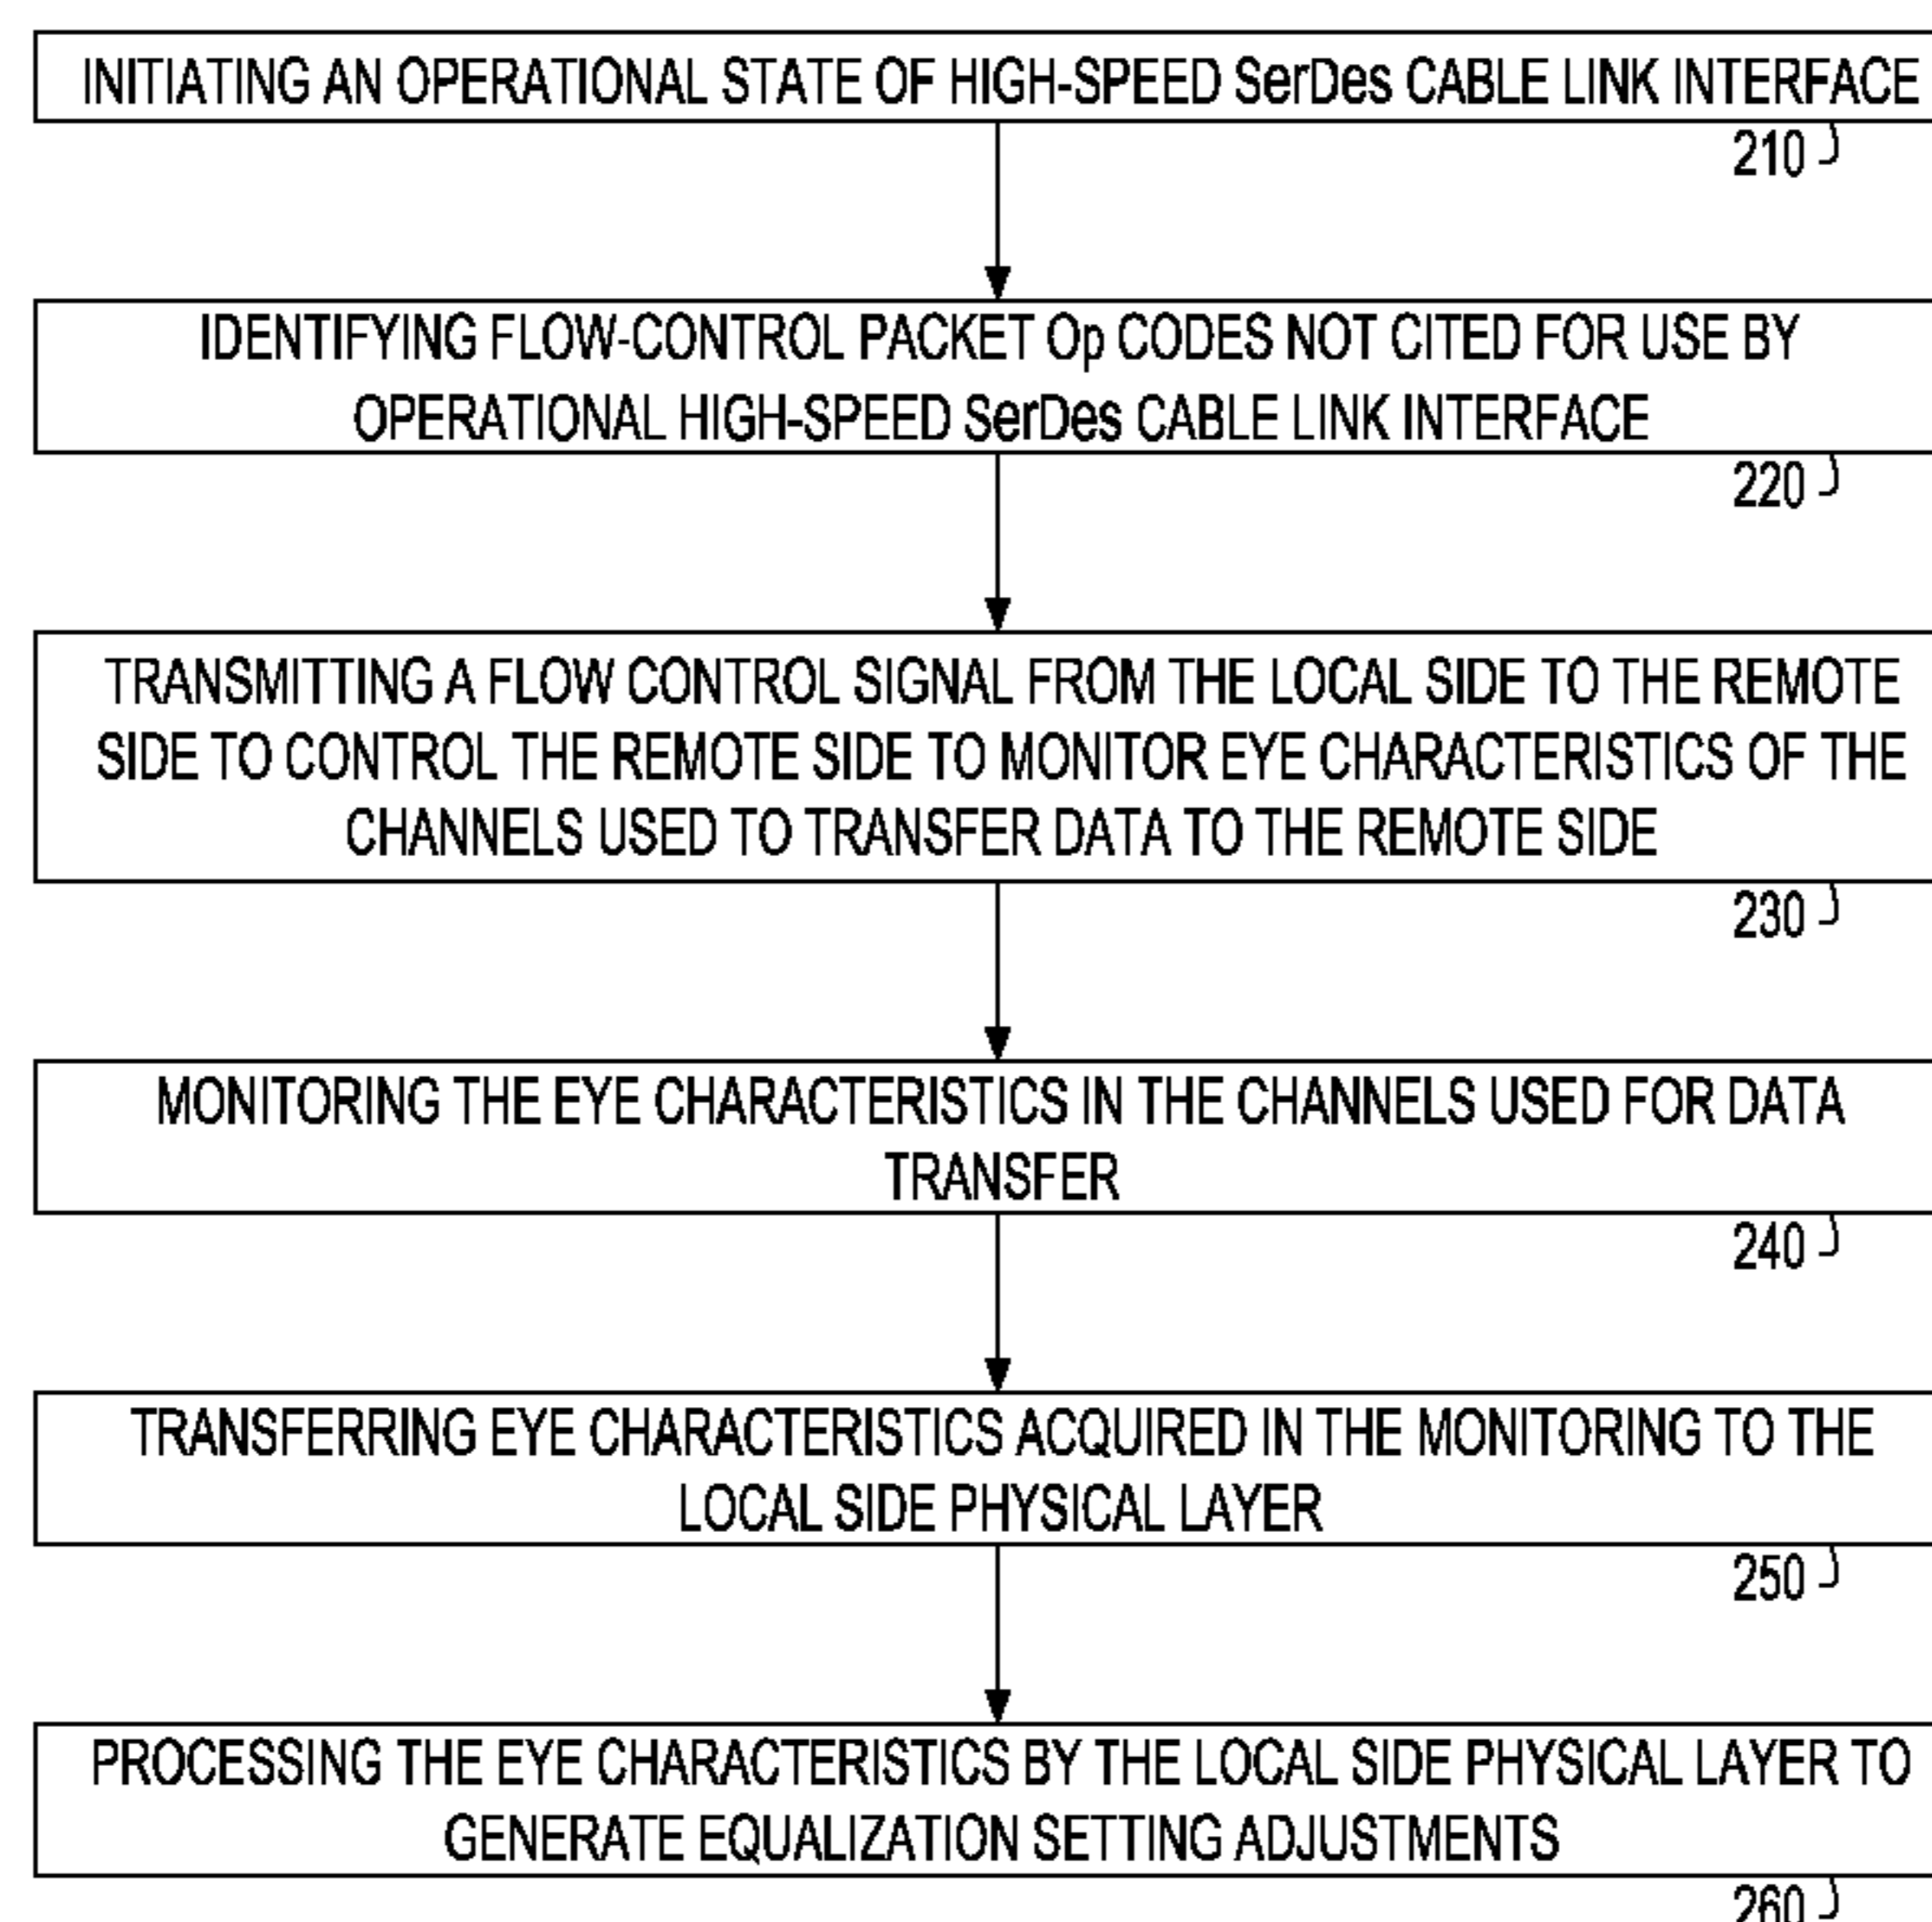 INITIATING AN OPERATIONAL STATE OF HIGH-SPEED SerDes CABLE LINK INTERFACE
210
IDENTIFYING FLOW-CONTROL PACKET Op CODES NOT CITED FOR USE BY
OPERATIONAL HIGH-SPEED SerDes CABLE LINK INTERFACE
220
TRANSMITTING A FLOW CONTROL SIGNAL FROM THE LOCAL SIDE TO THE REMOTE
SIDE TO CONTROL THE REMOTE SIDE TO MONITOR EYE CHARACTERISTICS OF THE
CHANNELS USED TO TRANSFER DATA TO THE REMOTE SIDE
230
MONITORING THE EYE CHARACTERISTICS IN THE CHANNELS USED FOR DATA
TRANSFER
240
TRANSFERRING EYE CHARACTERISTICS ACQUIRED IN THE MONITORING TO THE
LOCAL SIDE PHYSICAL LAYER
250
PROCESSING THE EYE CHARACTERISTICS BY THE LOCAL SIDE PHYSICAL LAYER TO
GENERATE EQUALIZATION SETTING ADJUSTMENTS
260